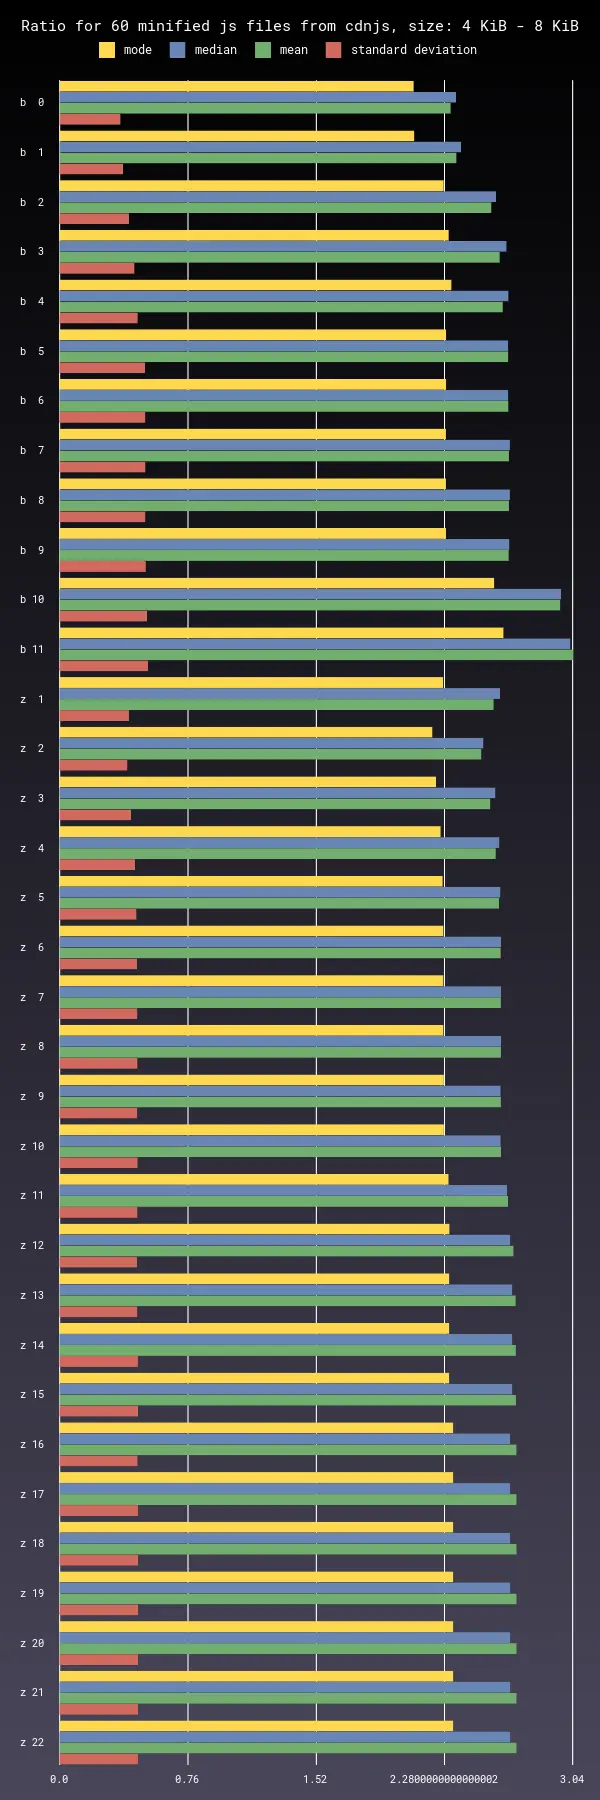 Ratio for 60 minified js files from cdnjs, size: 4 KiB - 8 KiB
mode median mean standard deviation
b 0
b 1
b 2
b 3
b 4
b 5
b 6
b 7
b 8
b 9
b 10
b 11
z 1
z 2
z 3
z 4
z 5
z 6
z 7
z 8
z 9
z 10
z 11
z 12
z 13
z 14
z 15
z 16
z 17
z 18
z 19
z 20
z 21
z 22
0.0 0.76 1.52 2.2800000000000002 3.04